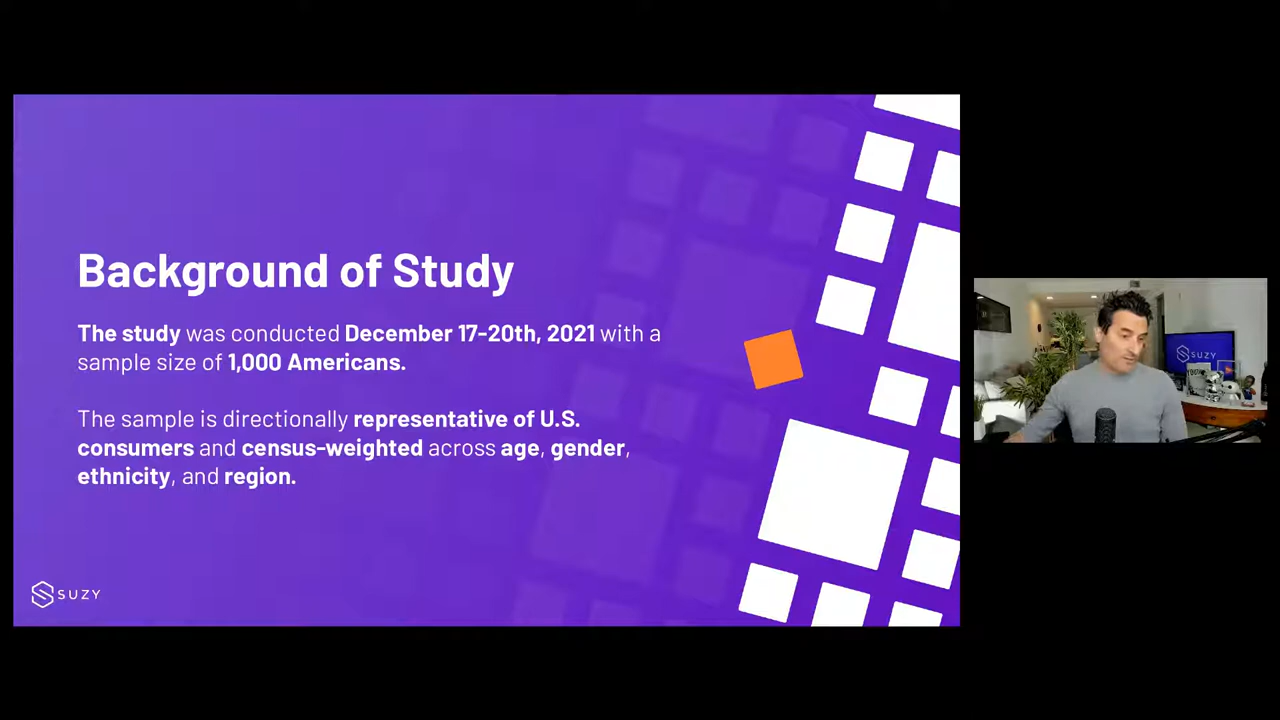 Background of Study
The study was conducted December 17-20th, 2021 with a
sample size of 1,000 Americans.
The sample is directionally representative of U.S.
consumers and census-weighted across age, gender,
ethnicity, and region.
SUZY
SUZY